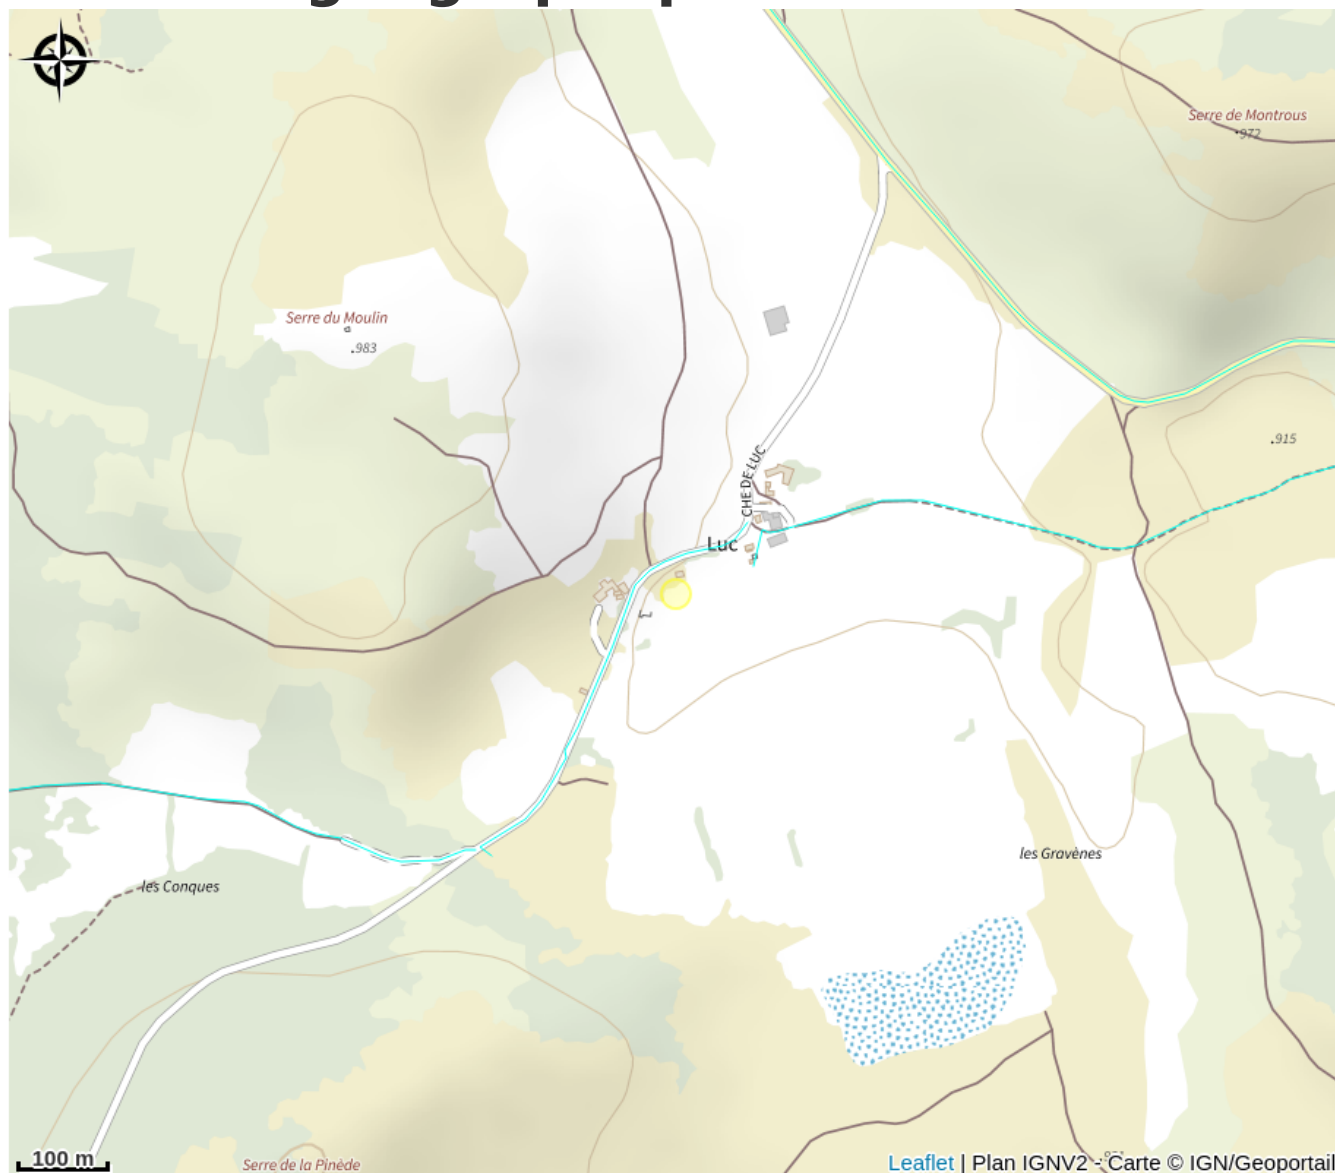 Serre de Montrous
972
Serre du Moulin
983
915
CHE DE LUC
Luc
les Gravènes
les Conques
100 m
Serre de la Pinède
Leaflet | Plan IGNV2 - Carte © IGN/Geoportail